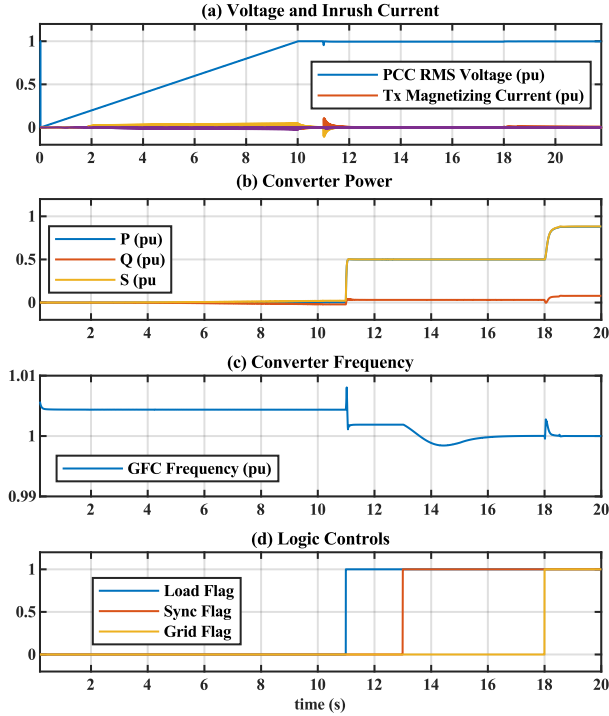 (a) Voltage and Inrush Current
1
0.5
0
PCC RMS Voltage (pu)
Tx Magnetizing Current (pu)
0 2 4 6 8 10 12 14 16 18 20
(b) Converter Power
1
0.5
0
P (pu)
Q (pu)
S (pu
2 4 6 8 10 12 14 16 18 20
(c) Converter Frequency
1.01
1
0.99
GFC Frequency (pu)
2 4 6 8 10 12 14 16 18 20
(d) Logic Controls
1
0.5
0
Load Flag
Sync Flag
Grid Flag
2 4 6 8 10 12 14 16 18 20
time (s)